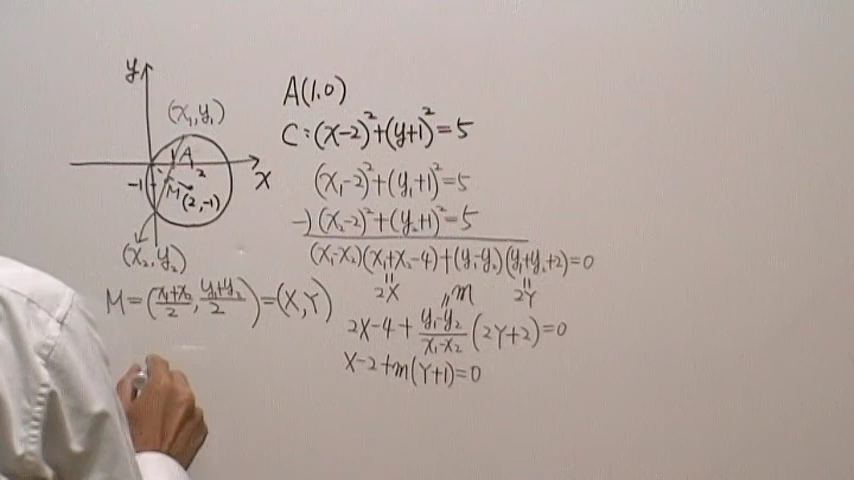 y
(x₁,y₁)
1 A
2
x
-1
M
(2,-1)
(x₂,y₂)
A(1,0)
C:(x-2)²+(y+1)²=5
(x₁-2)²+(y₁+1)²=5
-)(x₂-2)²+(y₂+1)²=5
(x₁-x₂)(x₁+x₂-4)+(y₁-y₂)(y₁+y₂+2)=0
M=((x₁+x₂)/2, (y₁+y₂)/2)=(X,Y)
= 2X = m = 2Y
2X-4+(y₁-y₂)/(x₁-x₂)(2Y+2)=0
X-2+m(Y+1)=0